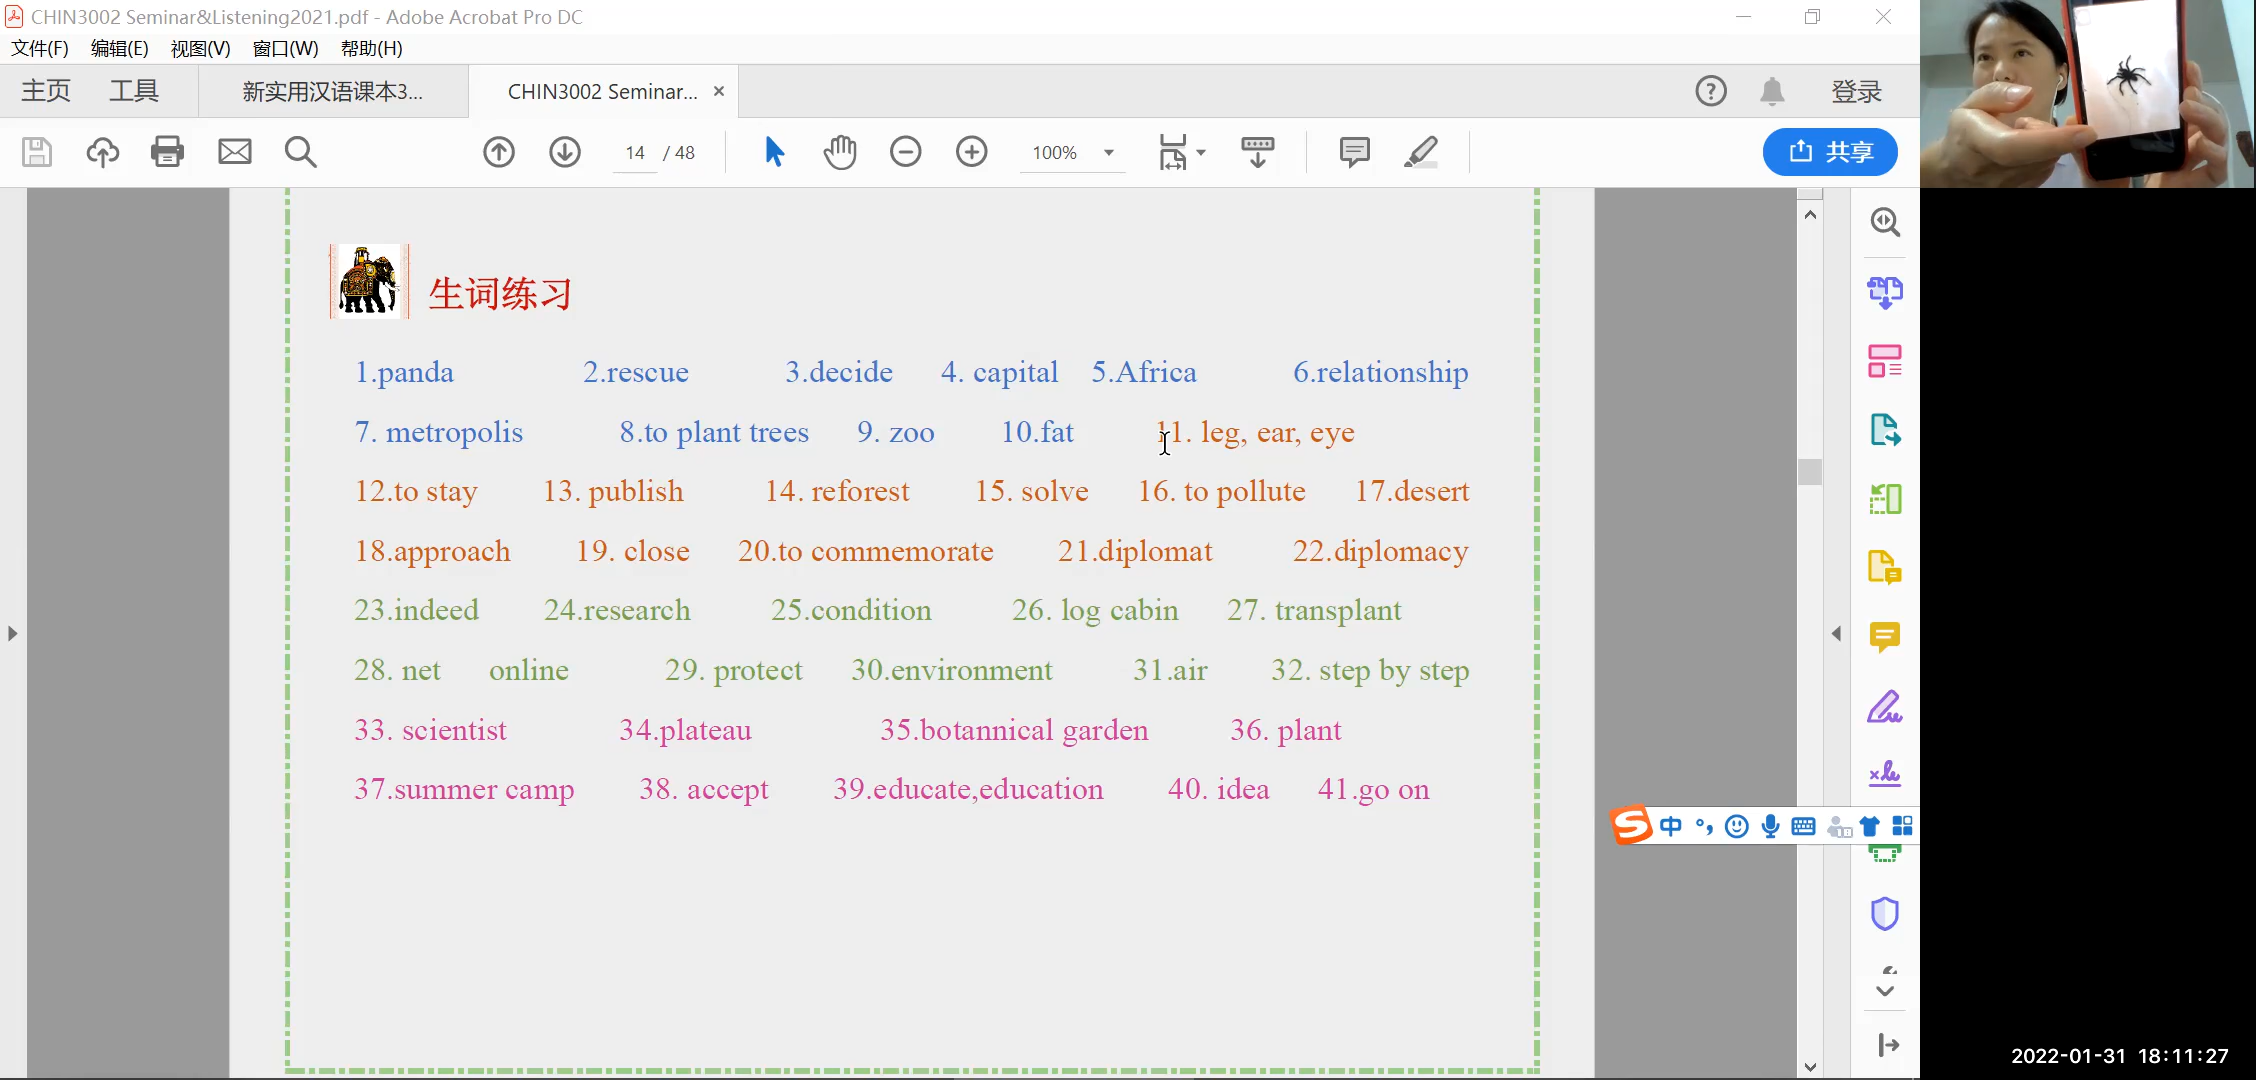 CHIN3002 Seminar&Listening2021.pdf - Adobe Acrobat Pro DC
文件(F) 编辑(E) 视图(V) 窗口(W) 帮助(H)
主页 工具 新实用汉语课本3... CHIN3002 Seminar... × 登录
14 / 48 100% 共享
生词练习
1.panda 2.rescue 3.decide 4. capital 5.Africa 6.relationship
7. metropolis 8.to plant trees 9. zoo 10.fat 11. leg, ear, eye
12.to stay 13. publish 14. reforest 15. solve 16. to pollute 17.desert
18.approach 19. close 20.to commemorate 21.diplomat 22.diplomacy
23.indeed 24.research 25.condition 26. log cabin 27. transplant
28. net online 29. protect 30.environment 31.air 32. step by step
33. scientist 34.plateau 35.botannical garden 36. plant
37.summer camp 38. accept 39.educate,education 40. idea 41.go on
中
2022-01-31 18:11:27